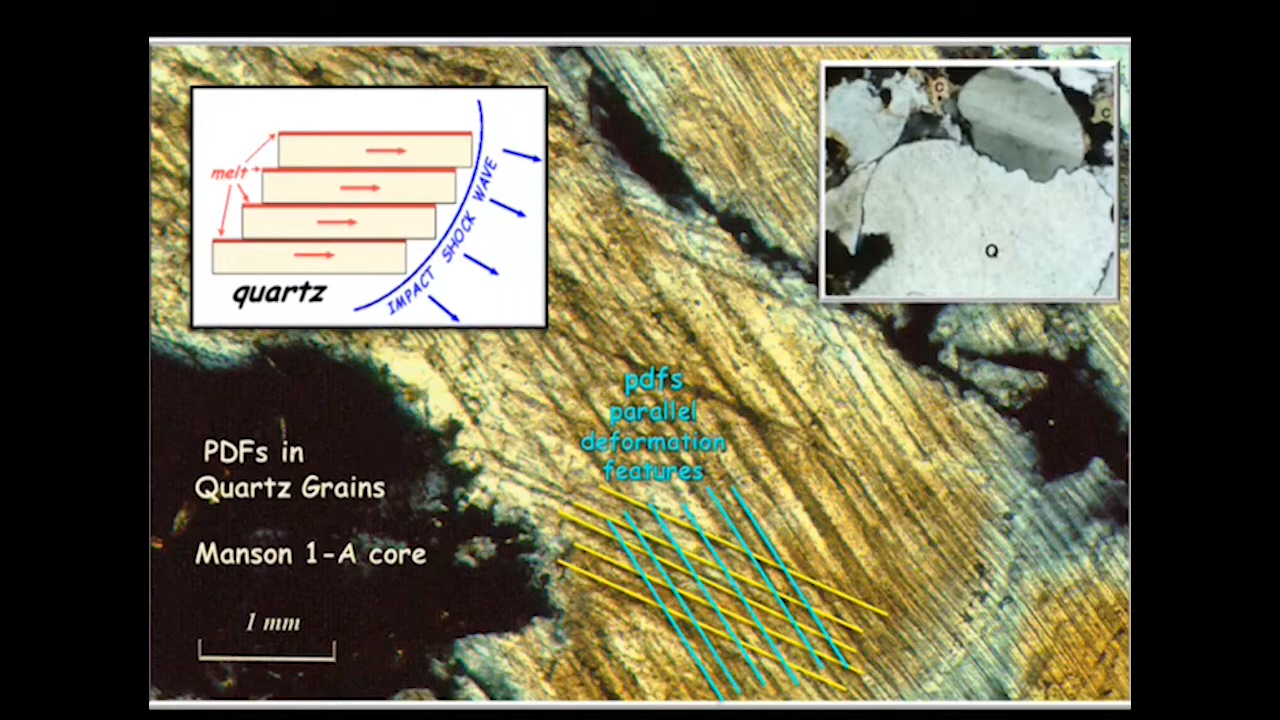 melt
quartz
IMPACT SHOCK WAVE
C
C
Q
pdfs
parallel
deformation
features
PDFs in
Quartz Grains
Manson 1-A core
1 mm